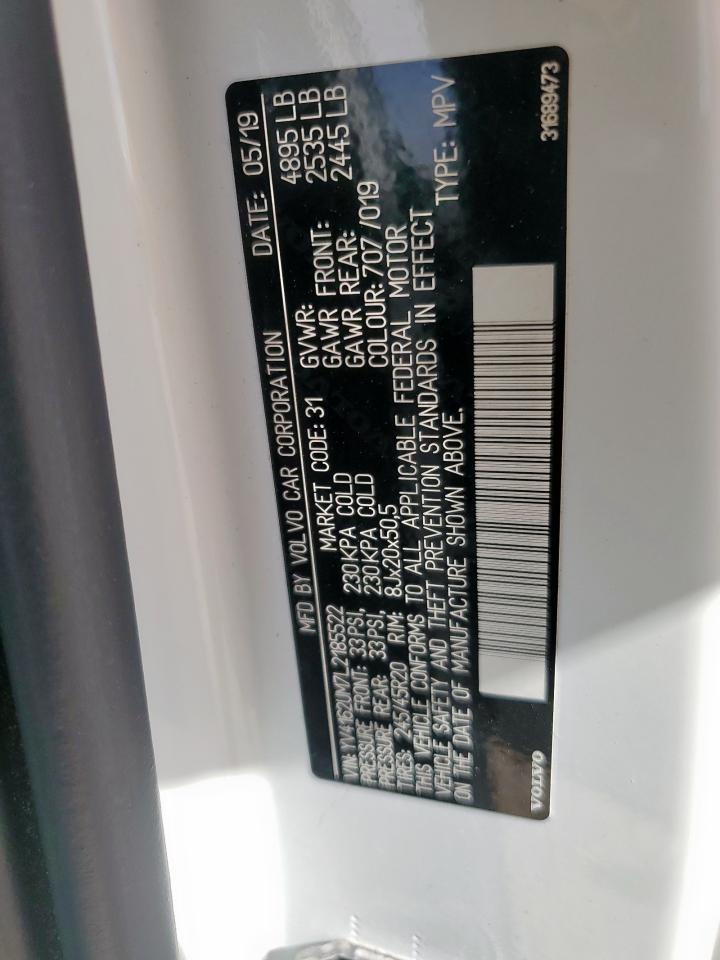 MFD BY VOLVO CAR CORPORATION DATE: 05/19
MARKET CODE: 31 GVWR: 4895 LB
GAWR FRONT: 2535 LB
VIN: YV4162UM7L2185522 GAWR REAR: 2445 LB
PRESSURE FRONT: 33PSI, 230KPA COLD COLOUR: 707 /019
PRESSURE REAR: 33PSI, 230KPA COLD
TIRES: 245/45R20 RIM: 8Jx20x50,5
THIS VEHICLE CONFORMS TO ALL APPLICABLE FEDERAL MOTOR
VEHICLE SAFETY AND THEFT PREVENTION STANDARDS IN EFFECT
ON THE DATE OF MANUFACTURE SHOWN ABOVE. TYPE: MPV
VOLVO 31689473